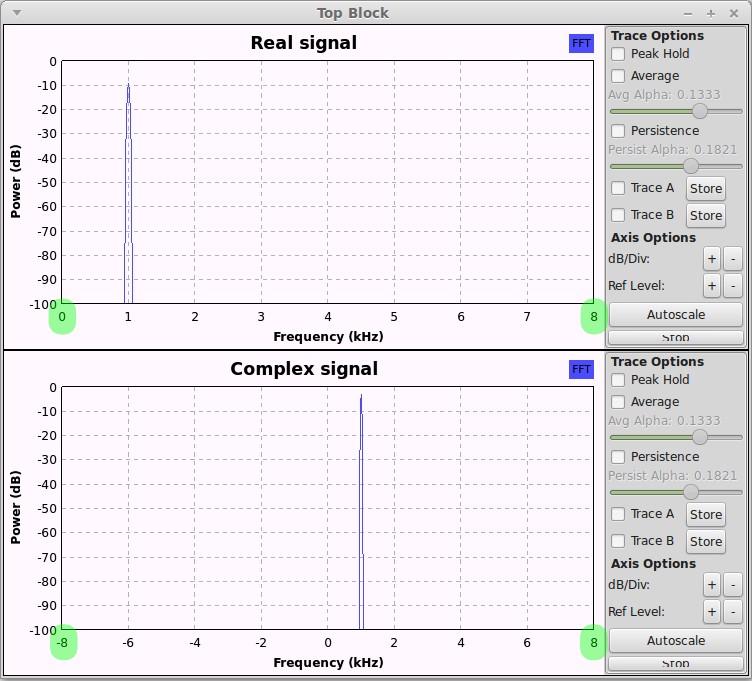 Top Block
Real signal
FFT
Power (dB)
0
-10
-20
-30
-40
-50
-60
-70
-80
-90
-100
0 1 2 3 4 5 6 7 8
Frequency (kHz)
Trace Options
Peak Hold
Average
Avg Alpha: 0.1333
Persistence
Persist Alpha: 0.1821
Trace A Store
Trace B Store
Axis Options
dB/Div: + -
Ref Level: + -
Autoscale
Stop
Complex signal
FFT
Power (dB)
0
-10
-20
-30
-40
-50
-60
-70
-80
-90
-100
-8 -6 -4 -2 0 2 4 6 8
Frequency (kHz)
Trace Options
Peak Hold
Average
Avg Alpha: 0.1333
Persistence
Persist Alpha: 0.1821
Trace A Store
Trace B Store
Axis Options
dB/Div: + -
Ref Level: + -
Autoscale
Stop